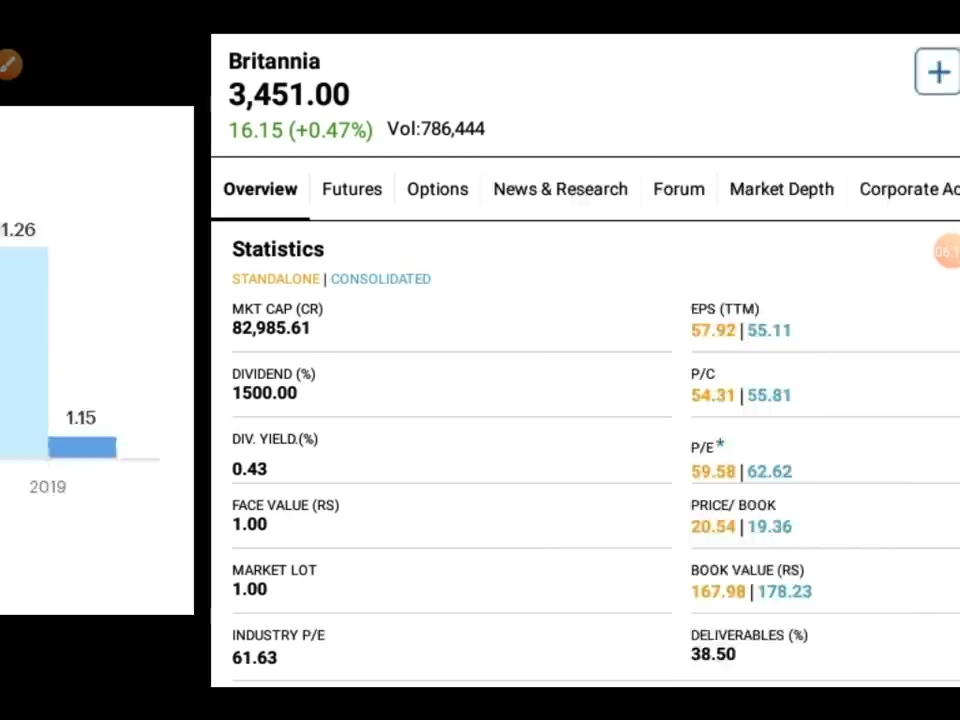 1.26
1.15
2019
Britannia
3,451.00
16.15 (+0.47%) Vol:786,444
Overview Futures Options News & Research Forum Market Depth Corporate Ac
Statistics
STANDALONE | CONSOLIDATED
MKT CAP (CR)
82,985.61
DIVIDEND (%)
1500.00
DIV. YIELD.(%)
0.43
FACE VALUE (RS)
1.00
MARKET LOT
1.00
INDUSTRY P/E
61.63
EPS (TTM)
57.92 | 55.11
P/C
54.31 | 55.81
P/E*
59.58 | 62.62
PRICE/ BOOK
20.54 | 19.36
BOOK VALUE (RS)
167.98 | 178.23
DELIVERABLES (%)
38.50